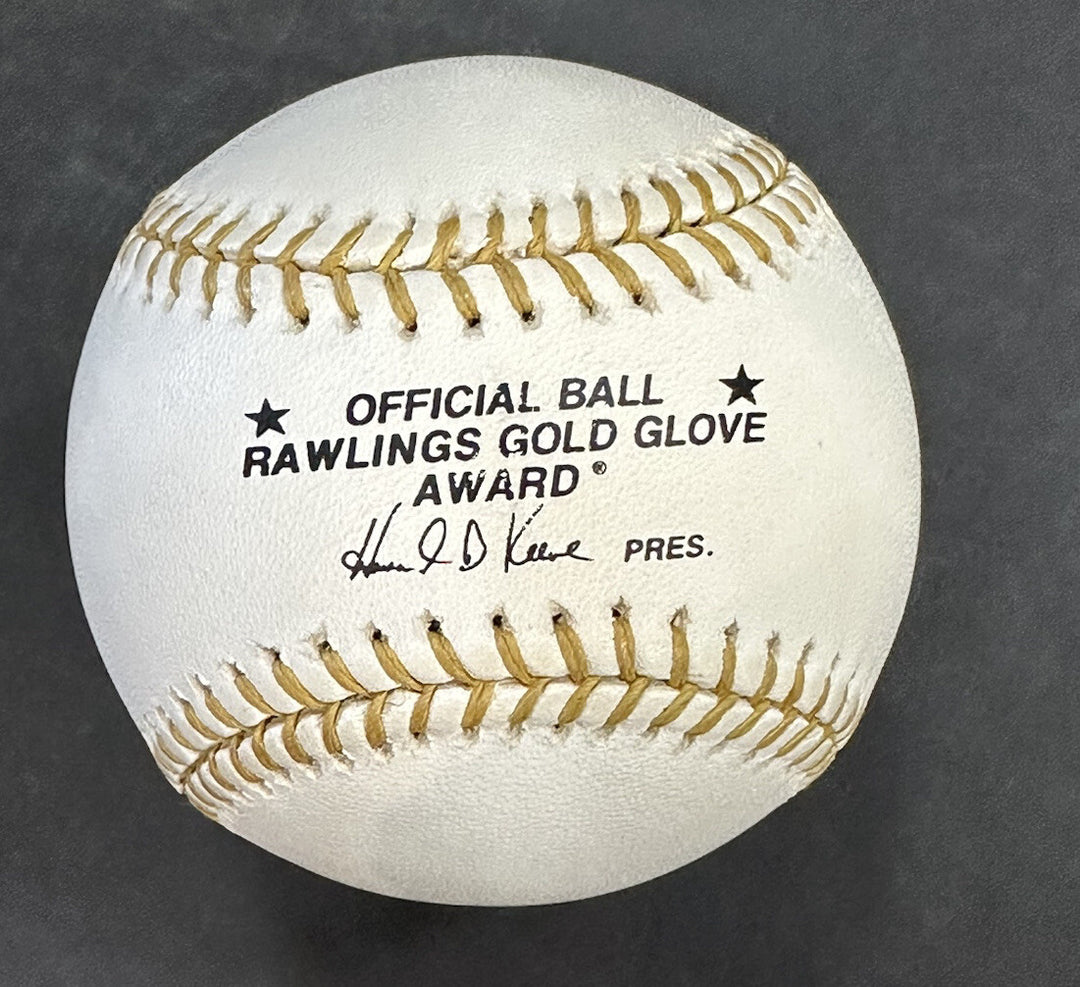 ★ OFFICIAL BALL ★
RAWLINGS GOLD GLOVE
AWARD®
PRES.